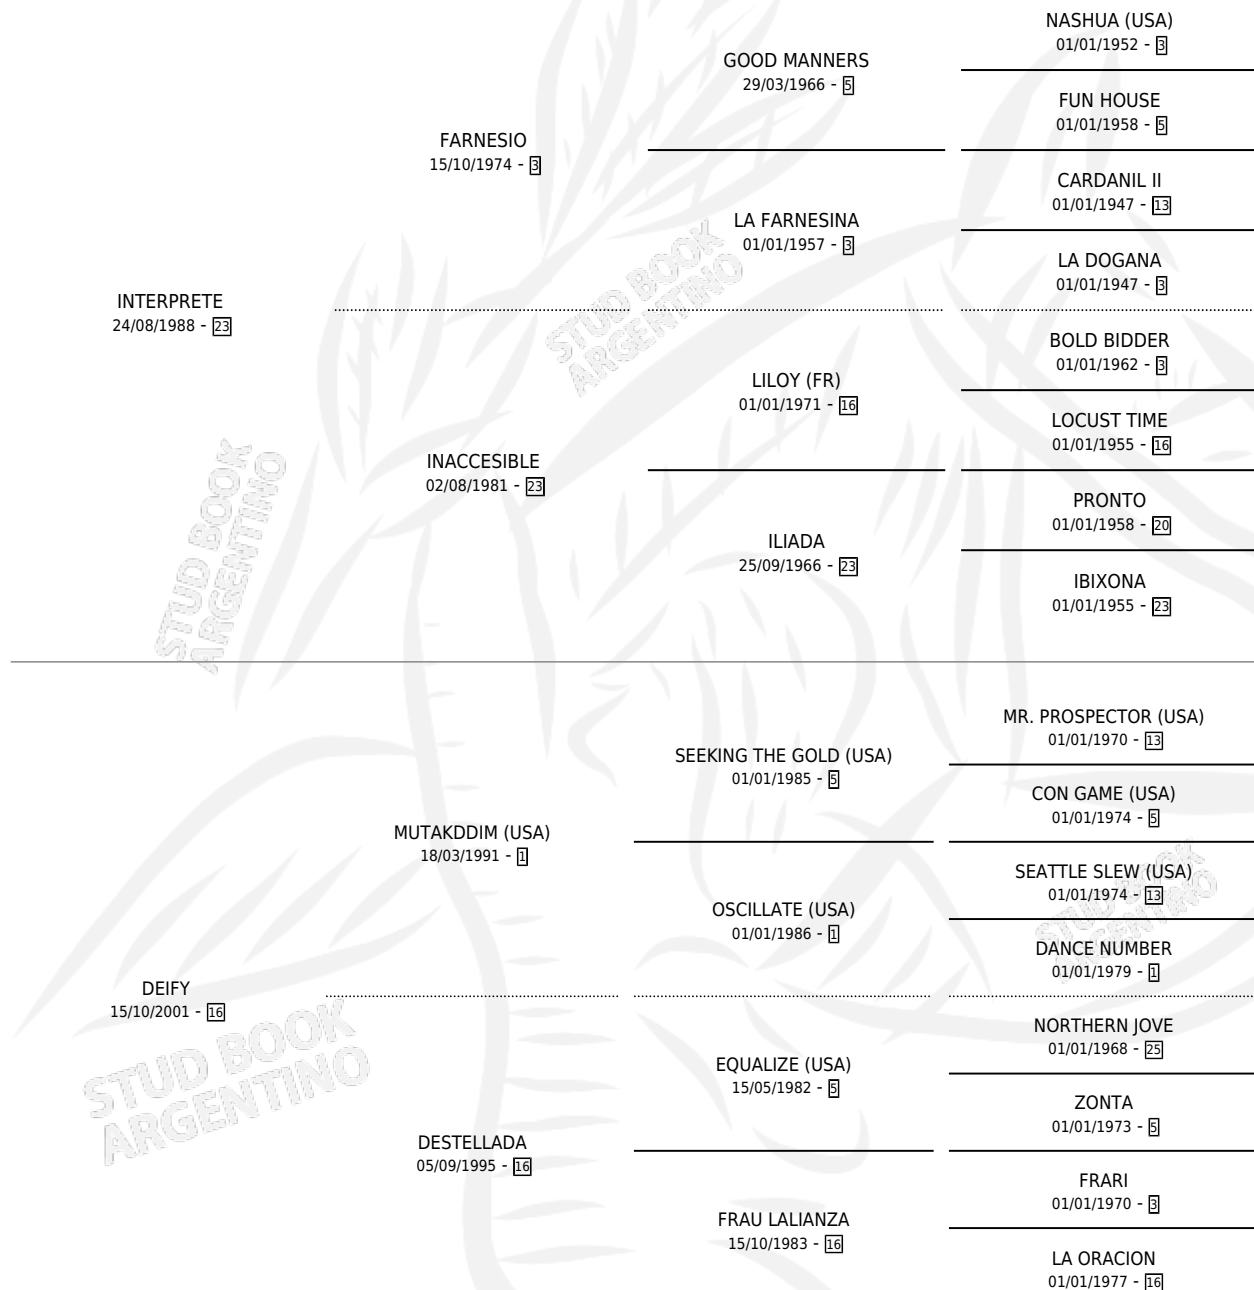 NASHUA (USA)
01/01/1952 - 3
GOOD MANNERS
29/03/1966 - 5
FUN HOUSE
01/01/1958 - 5
FARNESIO
15/10/1974 - 3
CARDANIL II
01/01/1947 - 13
LA FARNESINA
01/01/1957 - 3
LA DOGANA
01/01/1947 - 3
INTERPRETE
24/08/1988 - 23
BOLD BIDDER
01/01/1962 - 3
LILOY (FR)
01/01/1971 - 16
LOCUST TIME
01/01/1955 - 16
INACCESIBLE
02/08/1981 - 23
PRONTO
01/01/1958 - 20
ILIADA
25/09/1966 - 23
IBIXONA
01/01/1955 - 23
MR. PROSPECTOR (USA)
01/01/1970 - 13
SEEKING THE GOLD (USA)
01/01/1985 - 5
CON GAME (USA)
01/01/1974 - 5
MUTAKDDIM (USA)
18/03/1991 - 1
SEATTLE SLEW (USA)
01/01/1974 - 13
OSCILLATE (USA)
01/01/1986 - 1
DANCE NUMBER
01/01/1979 - 1
DEIFY
15/10/2001 - 16
NORTHERN JOVE
01/01/1968 - 25
EQUALIZE (USA)
15/05/1982 - 5
ZONTA
01/01/1973 - 5
DESTELLADA
05/09/1995 - 16
FRARI
01/01/1970 - 3
FRAU LALIANZA
15/10/1983 - 16
LA ORACION
01/01/1977 - 16
STUD BOOK
ARGENTINO
STUD BOOK
ARGENTINO
STUD BOOK
ARGENTINO
STUD BOOK
ARGENTINO